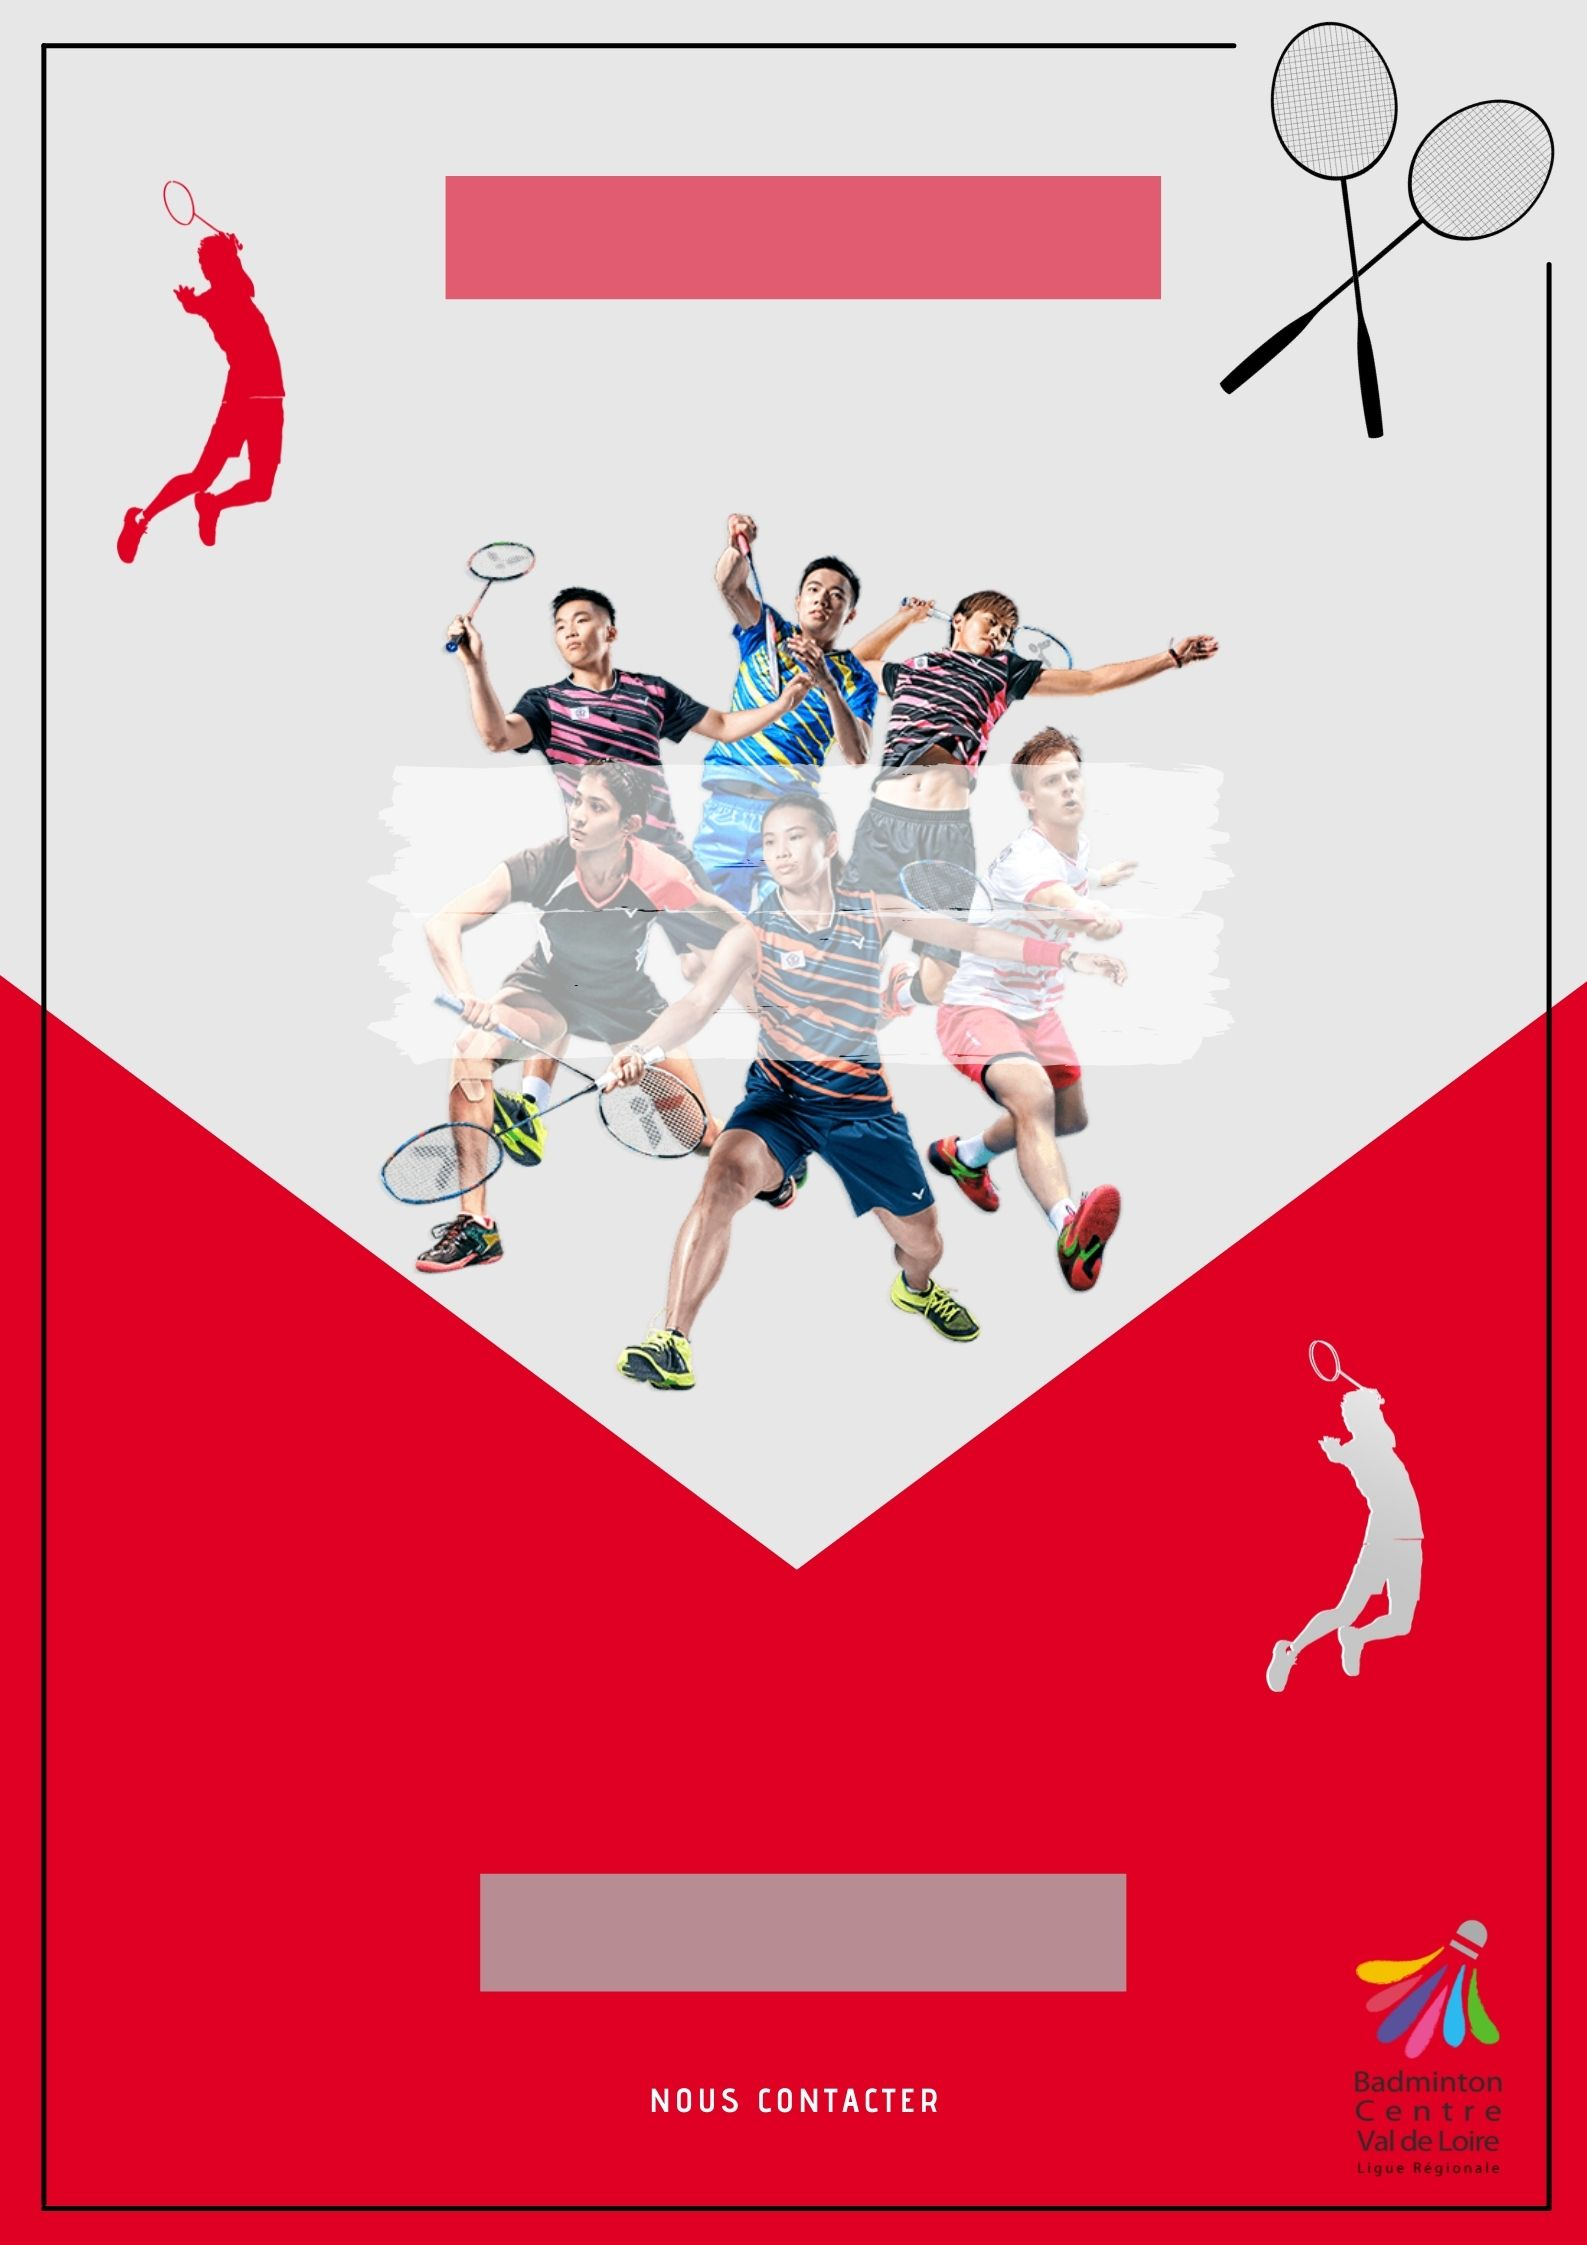 NOUS CONTACTER
Badminton
Centre
Val de Loire
Ligue Régionale